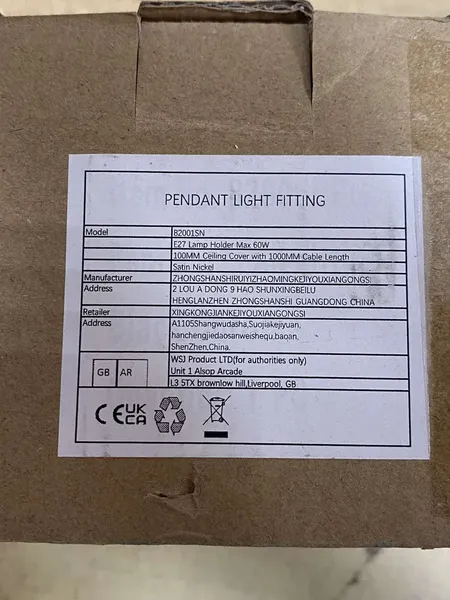 PENDANT LIGHT FITTING
Model 82001SN
E27 Lamp Holder Max 60W
100MM Ceiling Cover with 1000MM Cable Length
Satin Nickel
Manufacturer ZHONGSHANSHIRUIYIZHAOMINGKEJIYOUXIANGONGSI
Address 2 LOU A DONG 9 HAO SHUNXINGBEILU
HENGLANZHEN ZHONGSHANSHI GUANGDONG CHINA
Retailer XINGKONGJIANKEJIYOUXIANGONGSI
Address A1105Shangwudasha,Suojiakejiyuan,
hanchengjiedaosanweishequ,baoan,
ShenZhen,China.
GB AR
WSJ Product LTD(for authorities only)
Unit 1 Alsop Arcade
L3 5TX brownlow hill,Liverpool, GB
CE UK
CA